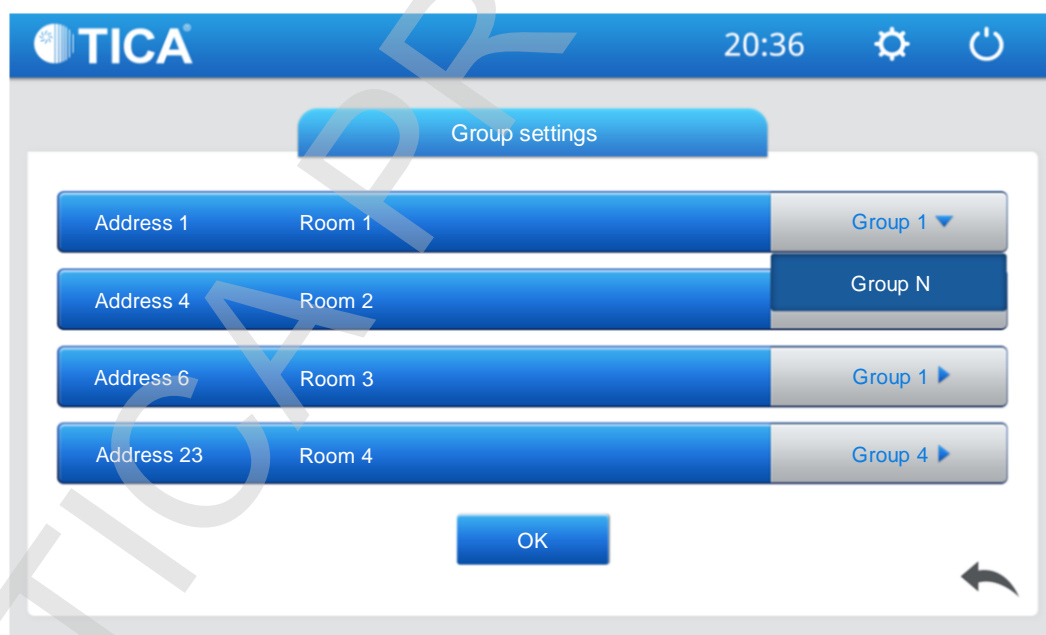 TICA® 20:36
Group settings
Address 1 Room 1 Group 1
Group N
Address 4 Room 2
Address 6 Room 3 Group 1
Address 23 Room 4 Group 4
OK
TICA PR